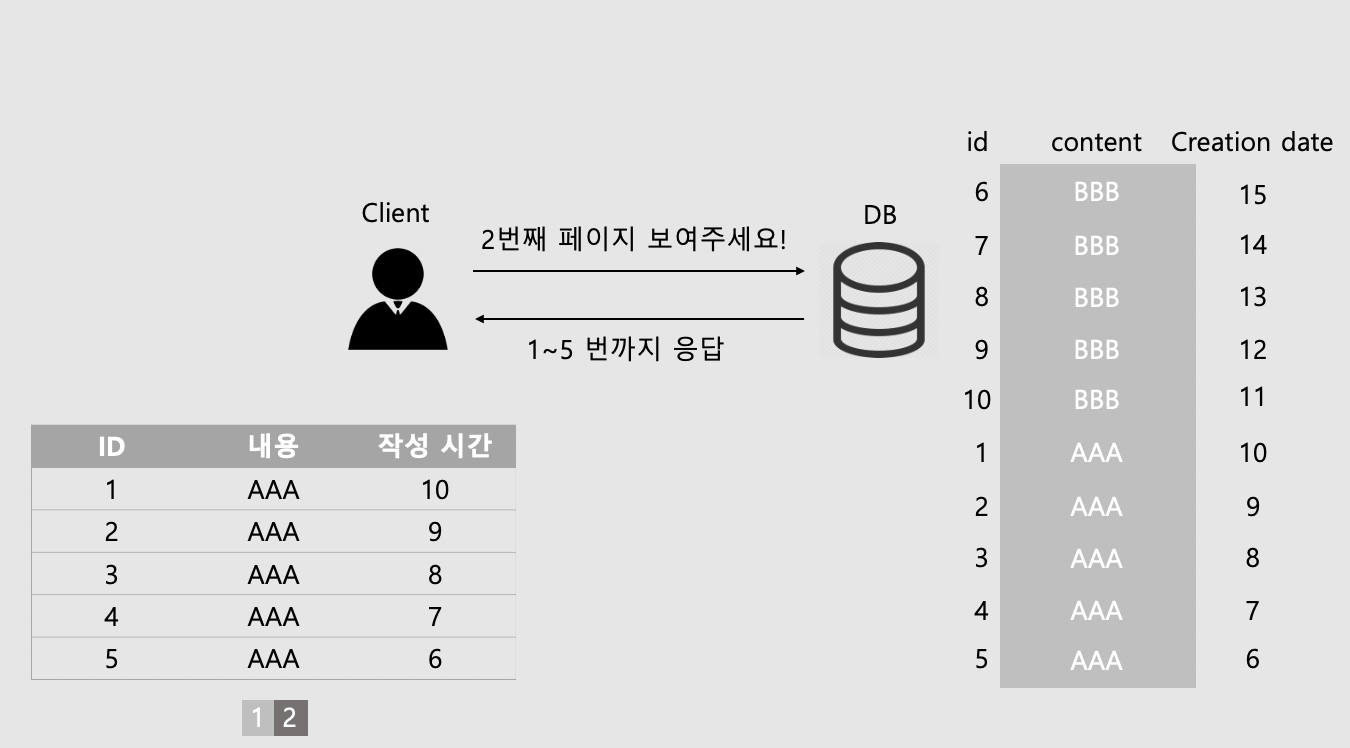 id content Creation date
6 BBB 15
7 BBB 14
8 BBB 13
9 BBB 12
10 BBB 11
1 AAA 10
2 AAA 9
3 AAA 8
4 AAA 7
5 AAA 6
Client
2번째 페이지 보여주세요!
DB
1~5 번까지 응답
ID 내용 작성 시간
1 AAA 10
2 AAA 9
3 AAA 8
4 AAA 7
5 AAA 6
1 2